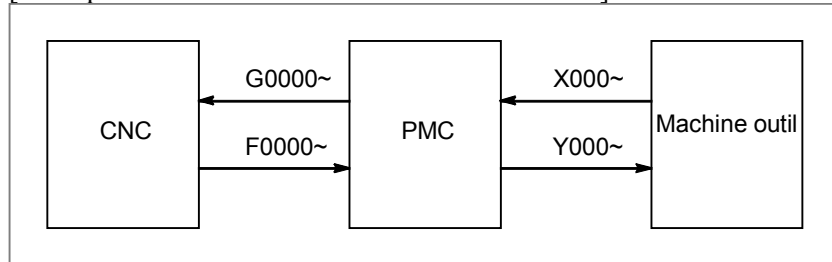 G0000~
X000~
CNC
PMC
Machine outil
F0000~
Y000~